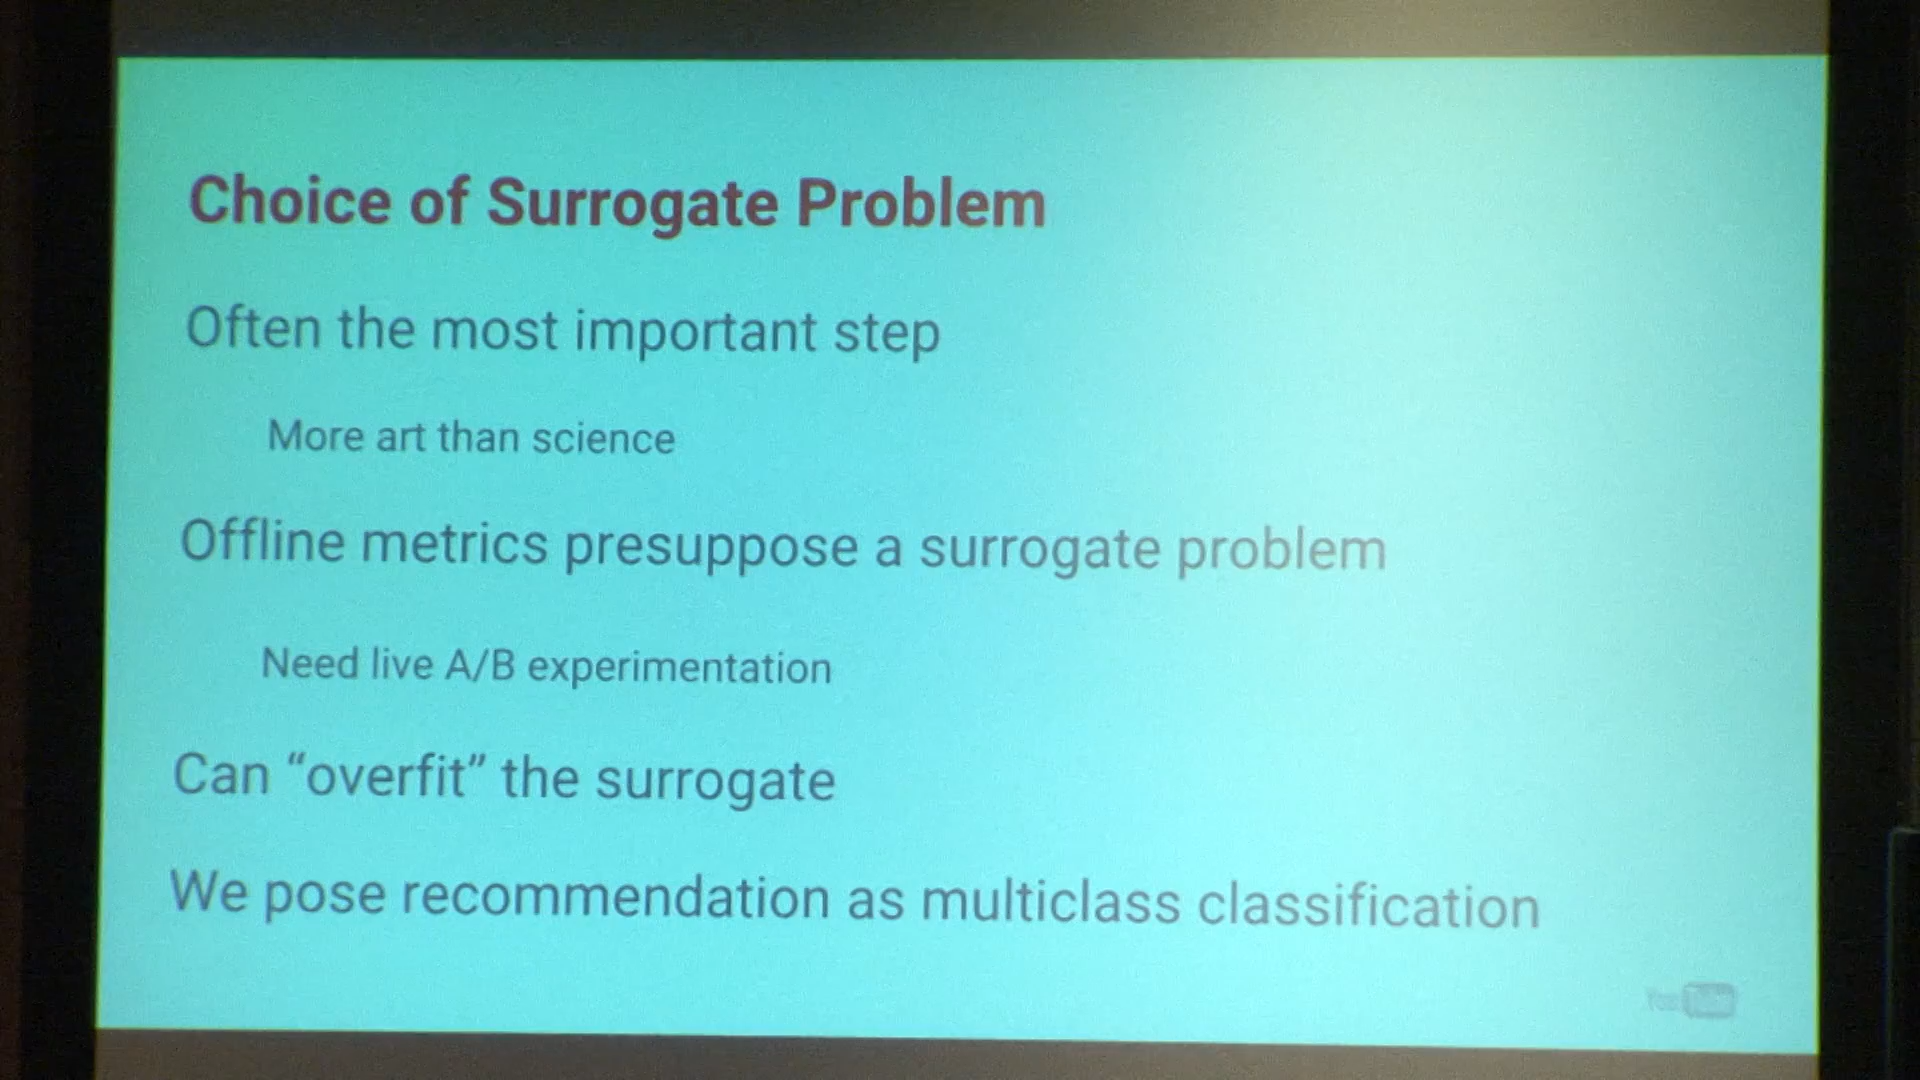 Choice of Surrogate Problem
Often the most important step
More art than science
Offline metrics presuppose a surrogate problem
Need live A/B experimentation
Can “overfit” the surrogate
We pose recommendation as multiclass classification
YouTube